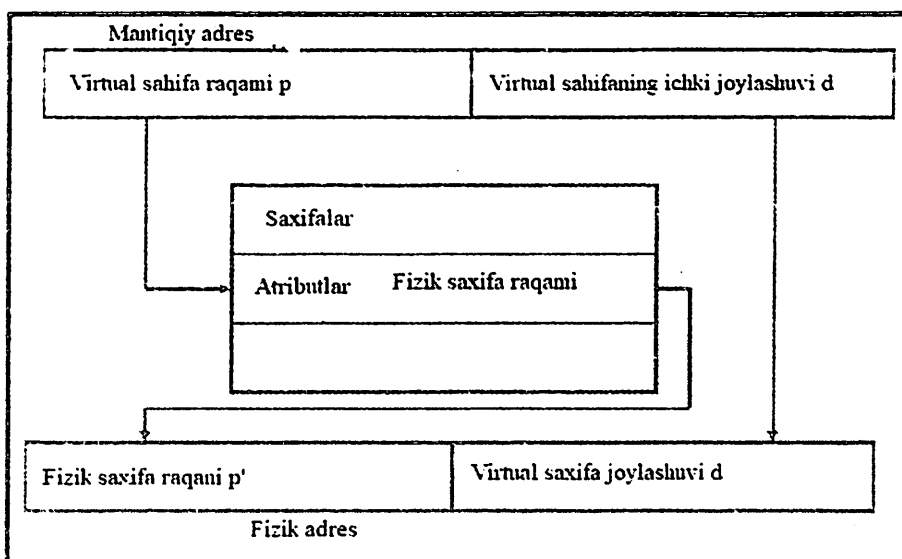 Mantiqiy adres
Virtual sahifa raqami p
Virtual sahifaning ichki joylashuvi d
Saxifalar
Atributlar Fizik saxifa raqami
Fizik saxifa raqani p'
Virtual saxifa joylashuvi d
Fizik adres